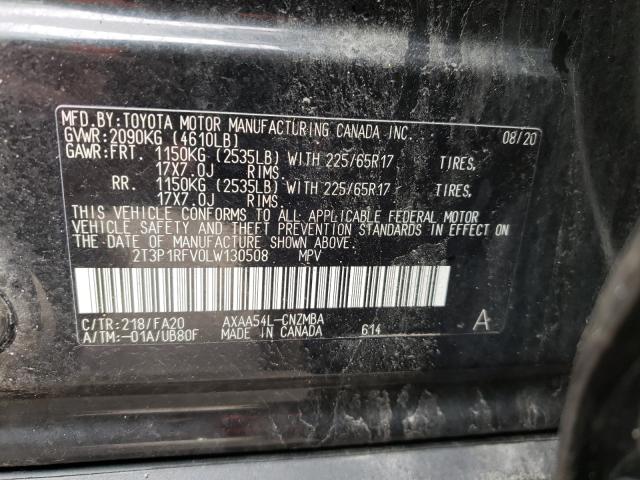 MFD.BY:TOYOTA MOTOR MANUFACTURING CANADA INC. 08/20
GVWR:2090KG (4610LB)
GAWR:FRT. 1150KG (2535LB) WITH 225/65R17 TIRES,
17X7.0J RIMS.
RR. 1150KG (2535LB) WITH 225/65R17 TIRES,
17X7.0J RIMS.
THIS VEHICLE CONFORMS TO ALL APPLICABLE FEDERAL MOTOR
VEHICLE SAFETY AND THEFT PREVENTION STANDARDS IN EFFECT ON
THE DATE OF MANUFACTURE SHOWN ABOVE.
2T3P1RFV0LW130508 MPV
C/TR:218/FA20 AXAA54L-CNZMBA
A/TM:-01A/UB80F MADE IN CANADA 614 A